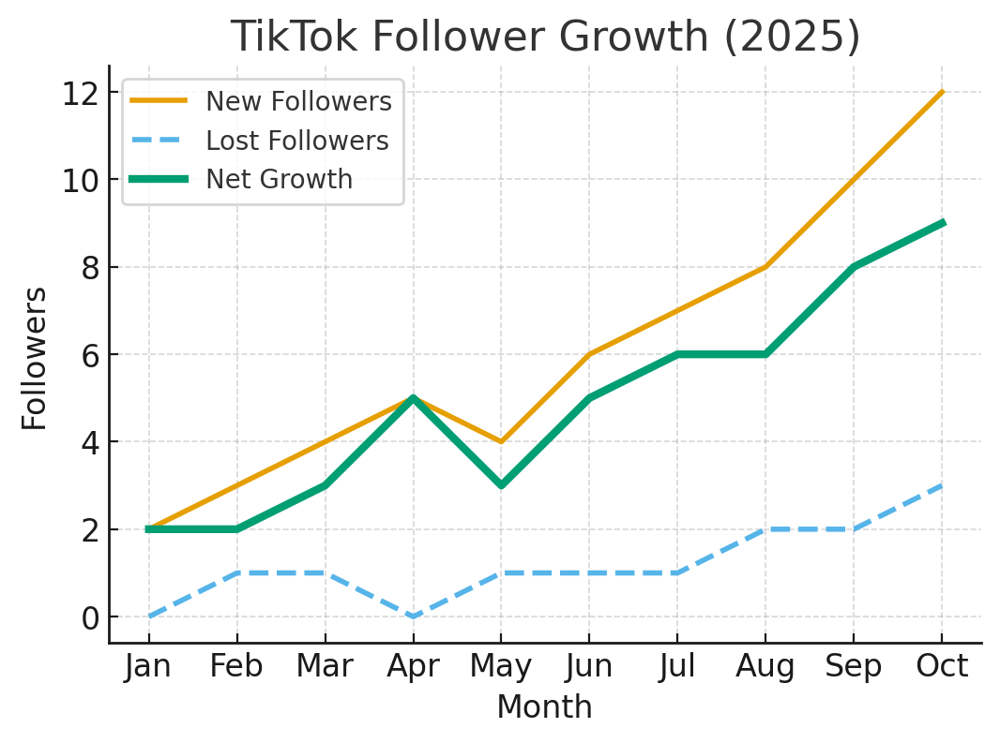 TikTok Follower Growth (2025)
New Followers
Lost Followers
Net Growth
Followers
12
10
8
6
4
2
0
Jan Feb Mar Apr May Jun Jul Aug Sep Oct
Month